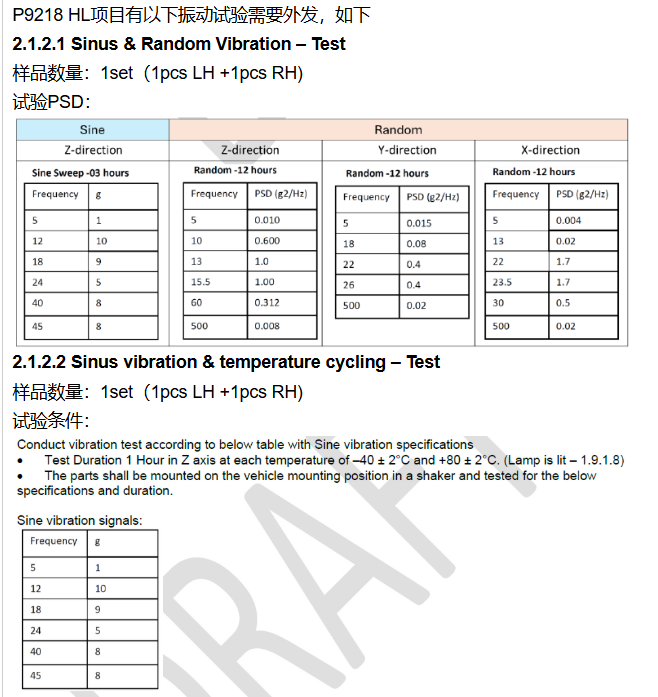 P9218 HL项目有以下振动试验需要外发，如下
2.1.2.1 Sinus & Random Vibration – Test
样品数量：1set（1pcs LH +1pcs RH)
试验PSD：
Sine Random
Z-direction Z-direction Y-direction X-direction
Sine Sweep -03 hours Random -12 hours Random -12 hours Random -12 hours
Frequency g Frequency PSD (g2/Hz) Frequency PSD (g2/Hz) Frequency PSD (g2/Hz)
5 1 5 0.010 5 0.015 5 0.004
12 10 10 0.600 18 0.08 13 0.02
18 9 13 1.0 22 0.4 22 1.7
24 5 15.5 1.00 26 0.4 23.5 1.7
40 8 60 0.312 500 0.02 30 0.5
45 8 500 0.008 500 0.02
2.1.2.2 Sinus vibration & temperature cycling – Test
样品数量：1set（1pcs LH +1pcs RH)
试验条件：
Conduct vibration test according to below table with Sine vibration specifications
• Test Duration 1 Hour in Z axis at each temperature of –40 ± 2°C and +80 ± 2°C. (Lamp is lit – 1.9.1.8)
• The parts shall be mounted on the vehicle mounting position in a shaker and tested for the below
specifications and duration.
Sine vibration signals:
Frequency g
5 1
12 10
18 9
24 5
40 8
45 8
DRAFT